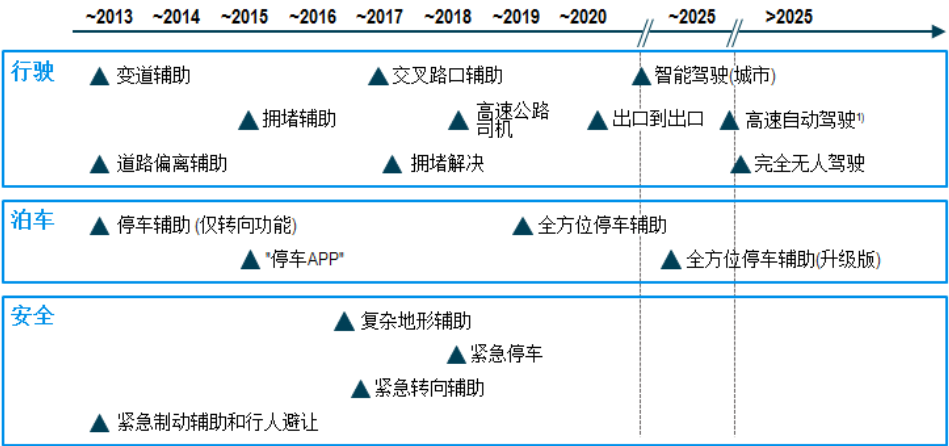 ~2013 ~2014 ~2015 ~2016 ~2017 ~2018 ~2019 ~2020 ~2025 >2025
行驶 变道辅助 交叉路口辅助 智能驾驶(城市)
拥堵辅助 高速公路司机 出口到出口 高速自动驾驶¹⁾
道路偏离辅助 拥堵解决 完全无人驾驶
泊车 停车辅助 (仅转向功能) 全方位停车辅助
"停车APP" 全方位停车辅助(升级版)
安全 复杂地形辅助
紧急停车
紧急转向辅助
紧急制动辅助和行人避让